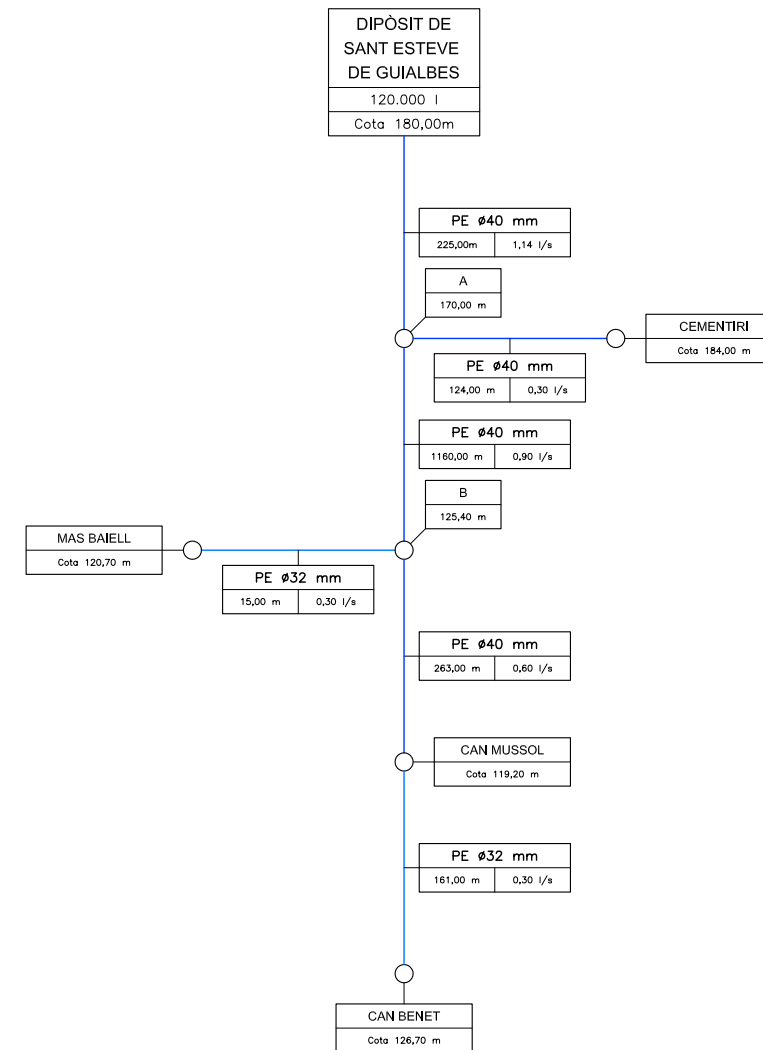 DIPÒSIT DE
SANT ESTEVE
DE GUIALBES
120.000 l
Cota 180,00m
PE ø40 mm
225,00m 1,14 l/s
A
170,00 m
CEMENTIRI
Cota 184,00 m
PE ø40 mm
124,00 m 0,30 l/s
PE ø40 mm
1160,00 m 0,90 l/s
B
125,40 m
MAS BAIELL
Cota 120,70 m
PE ø32 mm
15,00 m 0,30 l/s
PE ø40 mm
263,00 m 0,60 l/s
CAN MUSSOL
Cota 119,20 m
PE ø32 mm
161,00 m 0,30 l/s
CAN BENET
Cota 126,70 m